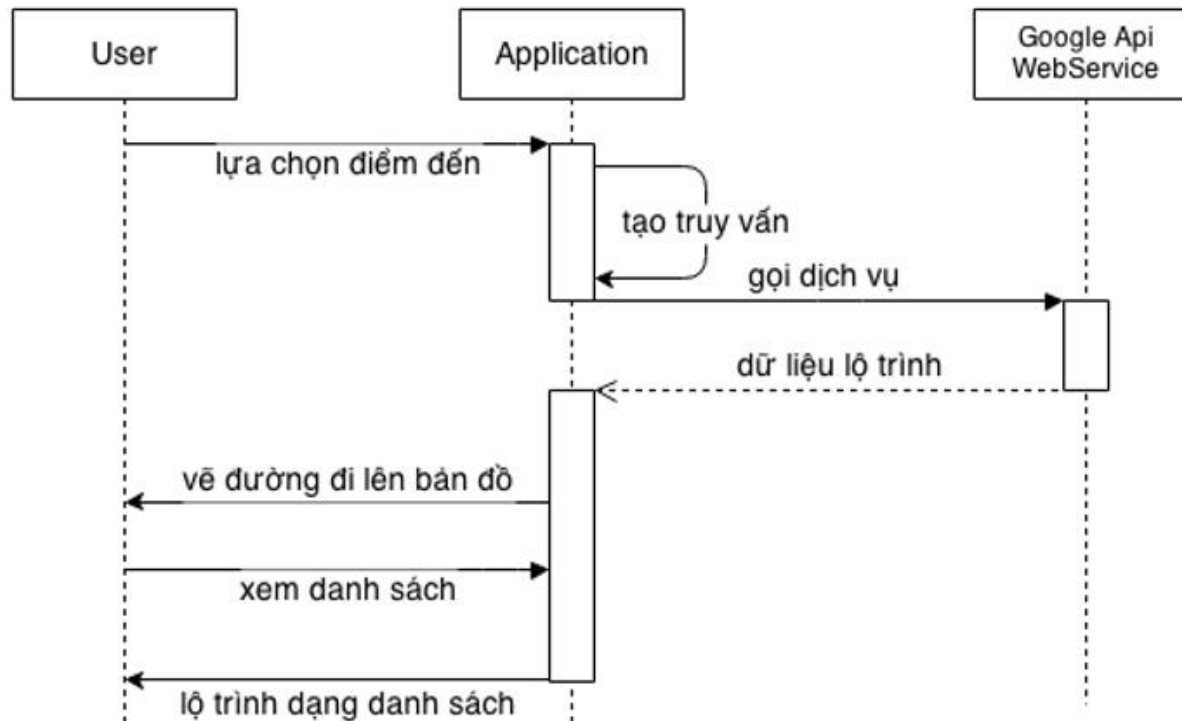 User
Application
Google Api
WebService
lựa chọn điểm đến
tạo truy vấn
gọi dịch vụ
dữ liệu lộ trình
vẽ đường đi lên bản đồ
xem danh sách
lộ trình dạng danh sách